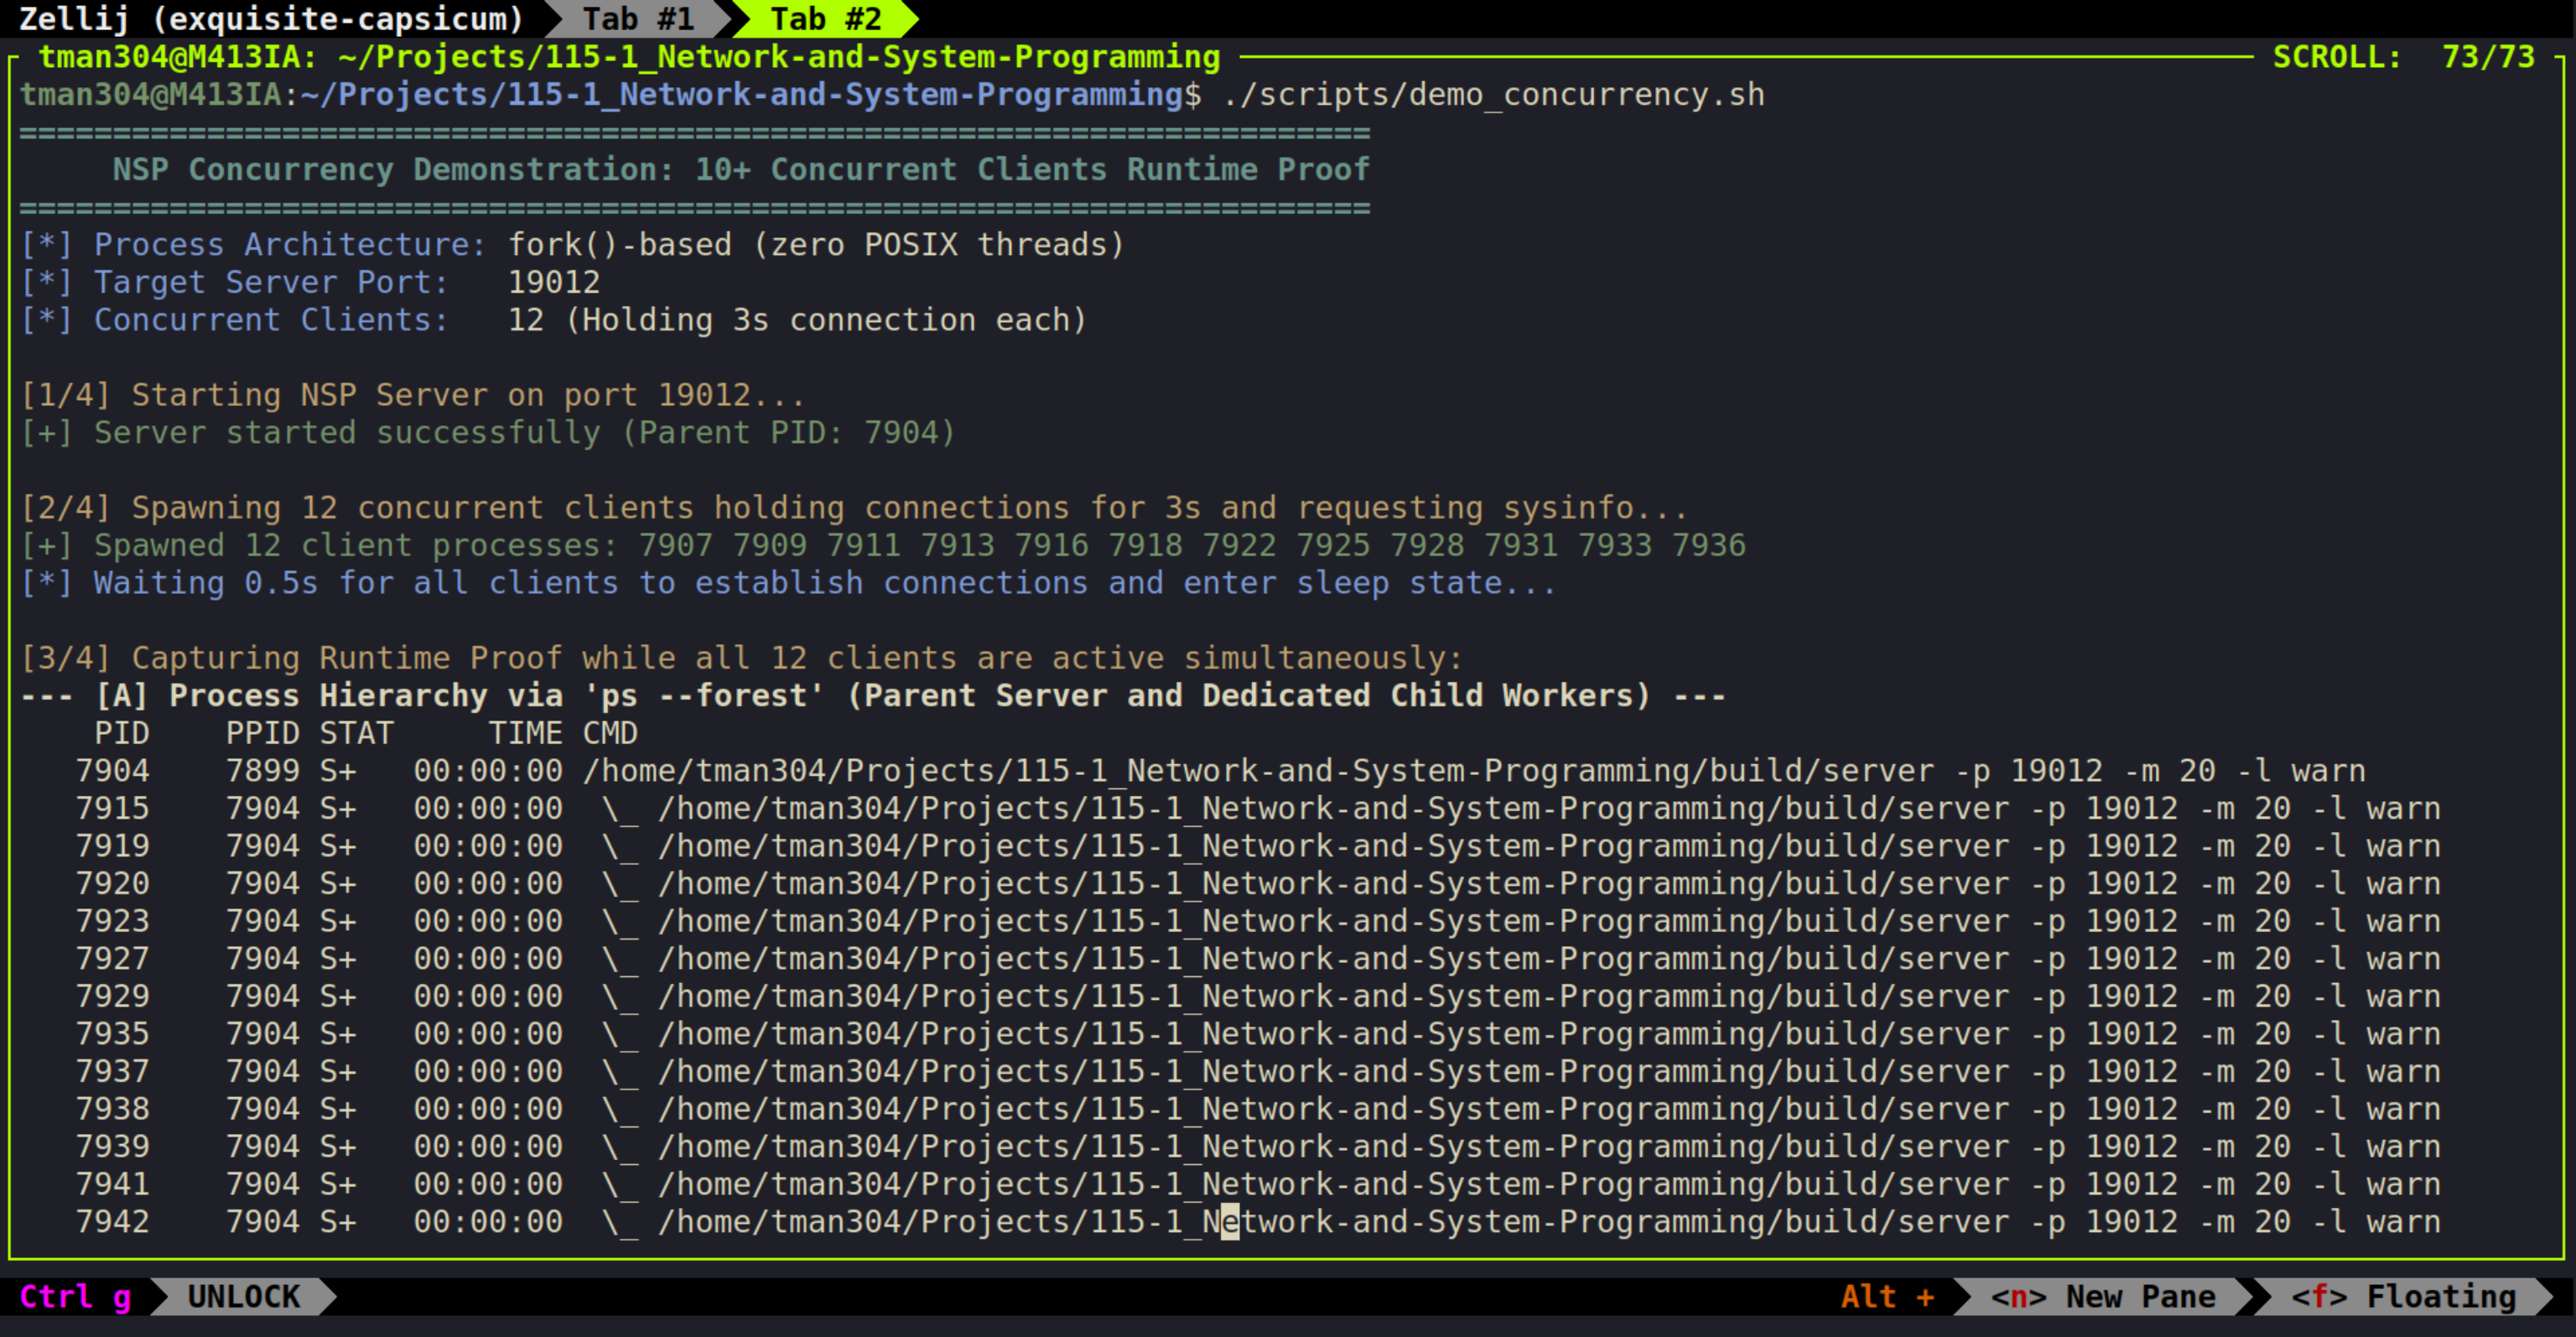 Zellij (exquisite-capsicum) Tab #1 Tab #2
tman304@M413IA: ~/Projects/115-1_Network-and-System-Programming SCROLL: 73/73
tman304@M413IA:~/Projects/115-1_Network-and-System-Programming$ ./scripts/demo_concurrency.sh
========================================================================
NSP Concurrency Demonstration: 10+ Concurrent Clients Runtime Proof
========================================================================
[*] Process Architecture: fork()-based (zero POSIX threads)
[*] Target Server Port: 19012
[*] Concurrent Clients: 12 (Holding 3s connection each)
[1/4] Starting NSP Server on port 19012...
[+] Server started successfully (Parent PID: 7904)
[2/4] Spawning 12 concurrent clients holding connections for 3s and requesting sysinfo...
[+] Spawned 12 client processes: 7907 7909 7911 7913 7916 7918 7922 7925 7928 7931 7933 7936
[*] Waiting 0.5s for all clients to establish connections and enter sleep state...
[3/4] Capturing Runtime Proof while all 12 clients are active simultaneously:
--- [A] Process Hierarchy via 'ps --forest' (Parent Server and Dedicated Child Workers) ---
PID PPID STAT TIME CMD
7904 7899 S+ 00:00:00 /home/tman304/Projects/115-1_Network-and-System-Programming/build/server -p 19012 -m 20 -l warn
7915 7904 S+ 00:00:00 \_ /home/tman304/Projects/115-1_Network-and-System-Programming/build/server -p 19012 -m 20 -l warn
7919 7904 S+ 00:00:00 \_ /home/tman304/Projects/115-1_Network-and-System-Programming/build/server -p 19012 -m 20 -l warn
7920 7904 S+ 00:00:00 \_ /home/tman304/Projects/115-1_Network-and-System-Programming/build/server -p 19012 -m 20 -l warn
7923 7904 S+ 00:00:00 \_ /home/tman304/Projects/115-1_Network-and-System-Programming/build/server -p 19012 -m 20 -l warn
7927 7904 S+ 00:00:00 \_ /home/tman304/Projects/115-1_Network-and-System-Programming/build/server -p 19012 -m 20 -l warn
7929 7904 S+ 00:00:00 \_ /home/tman304/Projects/115-1_Network-and-System-Programming/build/server -p 19012 -m 20 -l warn
7935 7904 S+ 00:00:00 \_ /home/tman304/Projects/115-1_Network-and-System-Programming/build/server -p 19012 -m 20 -l warn
7937 7904 S+ 00:00:00 \_ /home/tman304/Projects/115-1_Network-and-System-Programming/build/server -p 19012 -m 20 -l warn
7938 7904 S+ 00:00:00 \_ /home/tman304/Projects/115-1_Network-and-System-Programming/build/server -p 19012 -m 20 -l warn
7939 7904 S+ 00:00:00 \_ /home/tman304/Projects/115-1_Network-and-System-Programming/build/server -p 19012 -m 20 -l warn
7941 7904 S+ 00:00:00 \_ /home/tman304/Projects/115-1_Network-and-System-Programming/build/server -p 19012 -m 20 -l warn
7942 7904 S+ 00:00:00 \_ /home/tman304/Projects/115-1_Network-and-System-Programming/build/server -p 19012 -m 20 -l warn
Ctrl g UNLOCK Alt + <n> New Pane <f> Floating